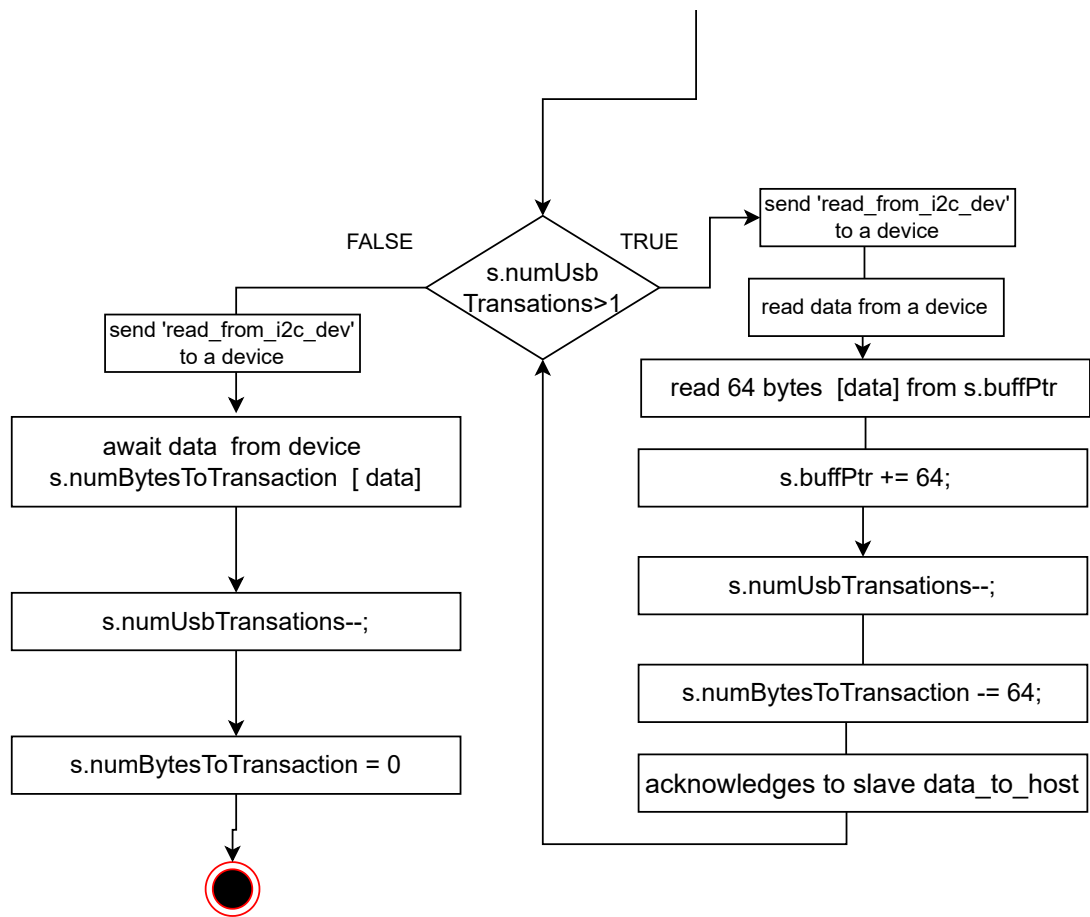 FALSE
TRUE
s.numUsb
Transations>1
send 'read_from_i2c_dev'
to a device
await data  from device
s.numBytesToTransaction  [ data]
s.numUsbTransations--;
s.numBytesToTransaction = 0
send 'read_from_i2c_dev'
to a device
read data from a device
read 64 bytes  [data] from s.buffPtr
s.buffPtr += 64;
s.numUsbTransations--;
s.numBytesToTransaction -= 64;
acknowledges to slave data_to_host